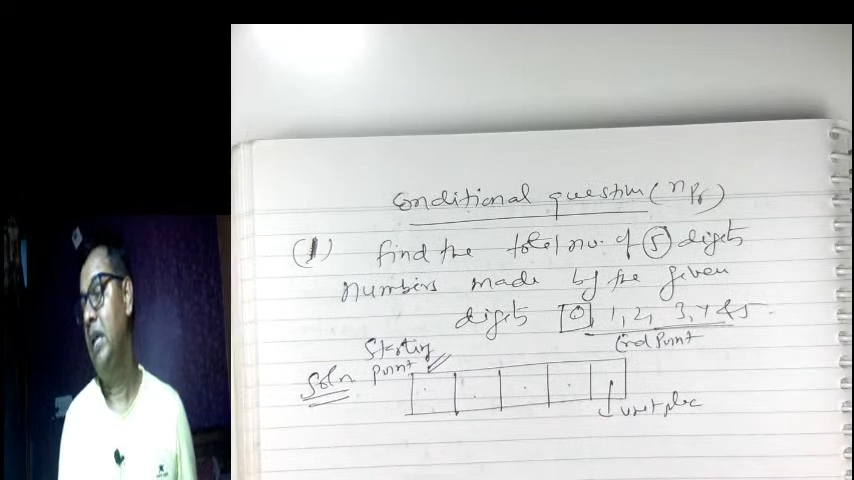 Conditional question (nPr)
(1) find the total no. of 5 digits
numbers made by the given
digits 0, 1, 2, 3, 4 & 5.
End Point
Starting
Soln point
unit place